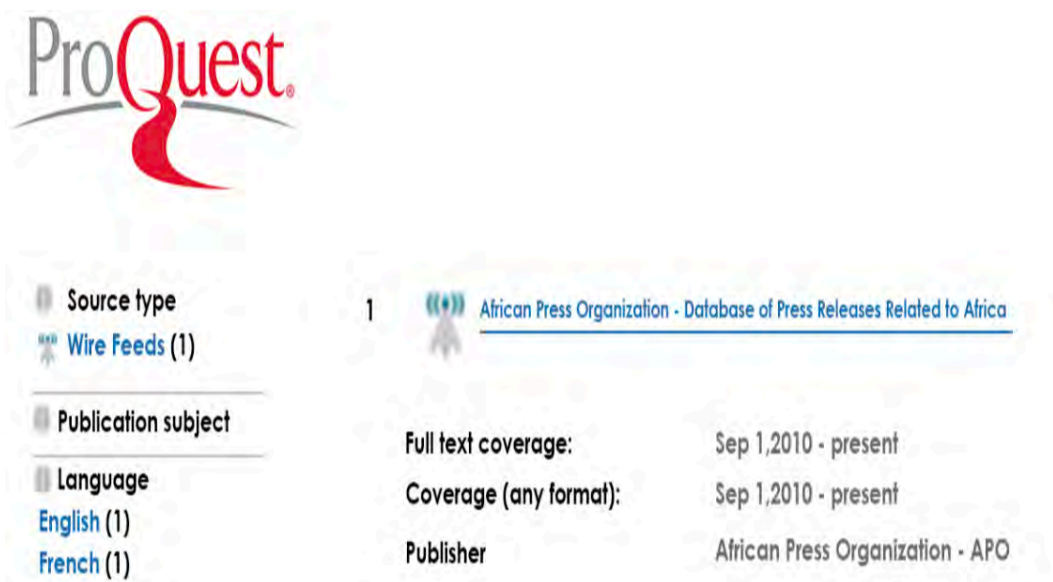 ProQuest®
Source type
Wire Feeds (1)
Publication subject
Language
English (1)
French (1)
1 African Press Organization - Database of Press Releases Related to Africa
Full text coverage: Sep 1,2010 - present
Coverage (any format): Sep 1,2010 - present
Publisher African Press Organization - APO